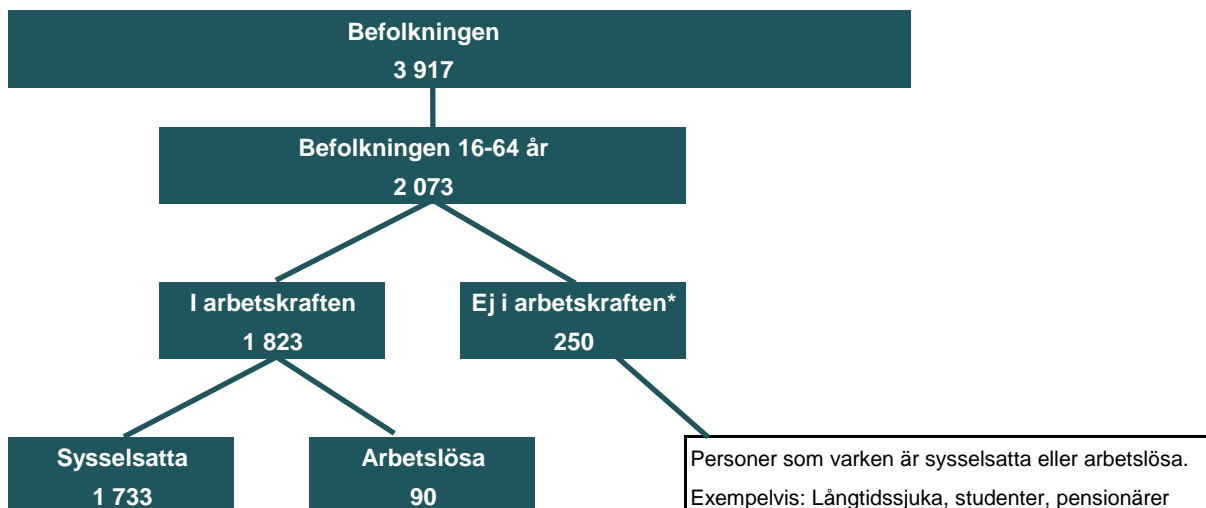 Befolkningen
3 917
Befolkningen 16-64 år
2 073
I arbetskraften
1 823
Ej i arbetskraften*
250
Sysselsatta
1 733
Arbetslösa
90
Personer som varken är sysselsatta eller arbetslösa.
Exempelvis: Långtidssjuka, studenter, pensionärer